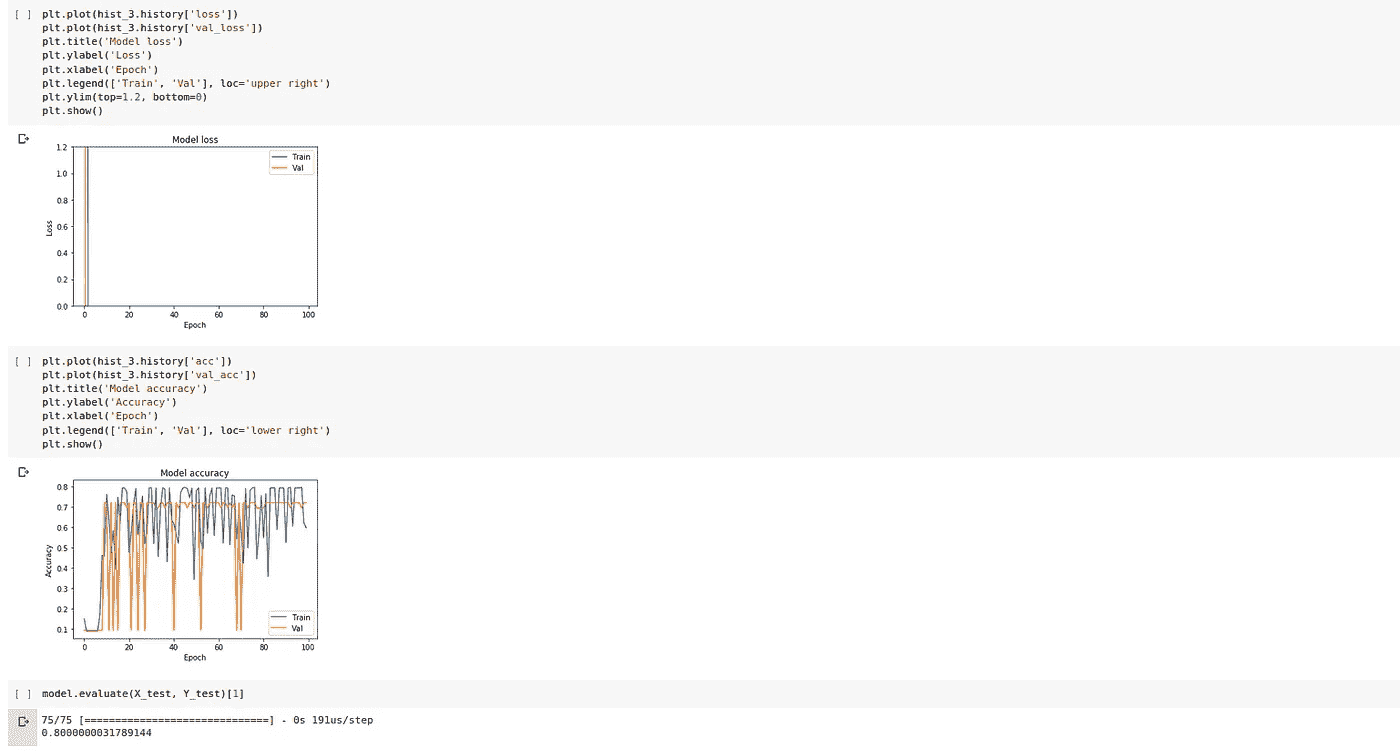 [ ] plt.plot(hist_3.history['loss'])
plt.plot(hist_3.history['val_loss'])
plt.title('Model loss')
plt.ylabel('Loss')
plt.xlabel('Epoch')
plt.legend(['Train', 'Val'], loc='upper right')
plt.ylim(top=1.2, bottom=0)
plt.show()
Model loss
1.2
1.0
0.8
0.6
0.4
0.2
0.0
Loss
Train
Val
0 20 40 60 80 100
Epoch
[ ] plt.plot(hist_3.history['acc'])
plt.plot(hist_3.history['val_acc'])
plt.title('Model accuracy')
plt.ylabel('Accuracy')
plt.xlabel('Epoch')
plt.legend(['Train', 'Val'], loc='lower right')
plt.show()
Model accuracy
0.8
0.7
0.6
0.5
0.4
0.3
0.2
0.1
Accuracy
Train
Val
0 20 40 60 80 100
Epoch
[ ] model.evaluate(X_test, Y_test)[1]
75/75 [==============================] - 0s 191us/step
0.8000000031789144